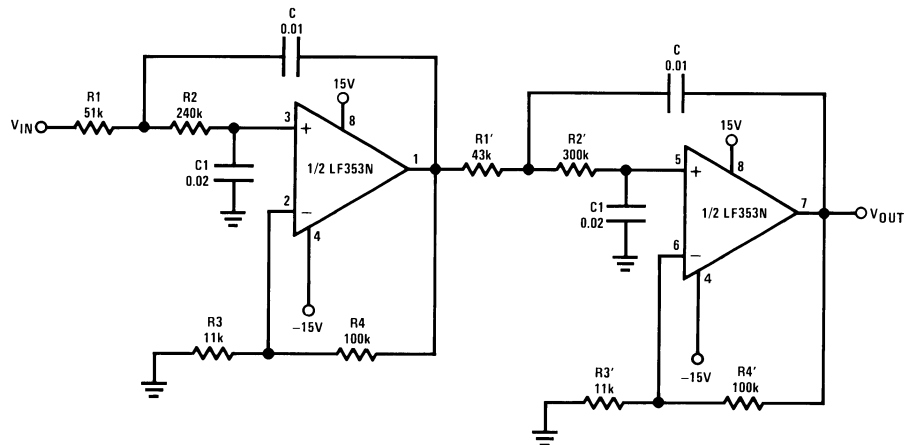 C
0.01
15V
8
R1
51k
R2
240k
VIN
3
+
C1
0.02
1/2 LF353N
1
2
−
4
−15V
R3
11k
R4
100k
C
0.01
15V
8
R1'
43k
R2'
300k
5
+
C1
0.02
1/2 LF353N
7
VOUT
6
−
4
−15V
R3'
11k
R4'
100k